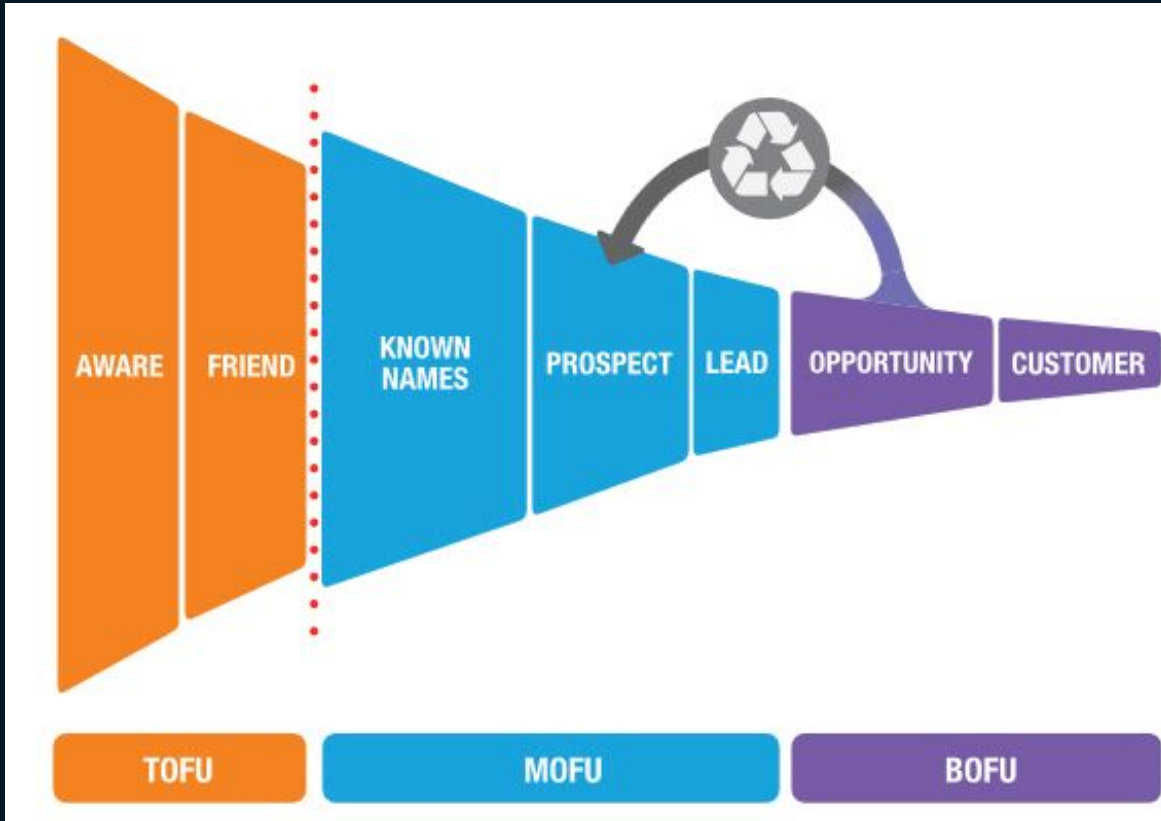 AWARE
FRIEND
KNOWN
NAMES
PROSPECT
LEAD
OPPORTUNITY
CUSTOMER
TOFU
MOFU
BOFU